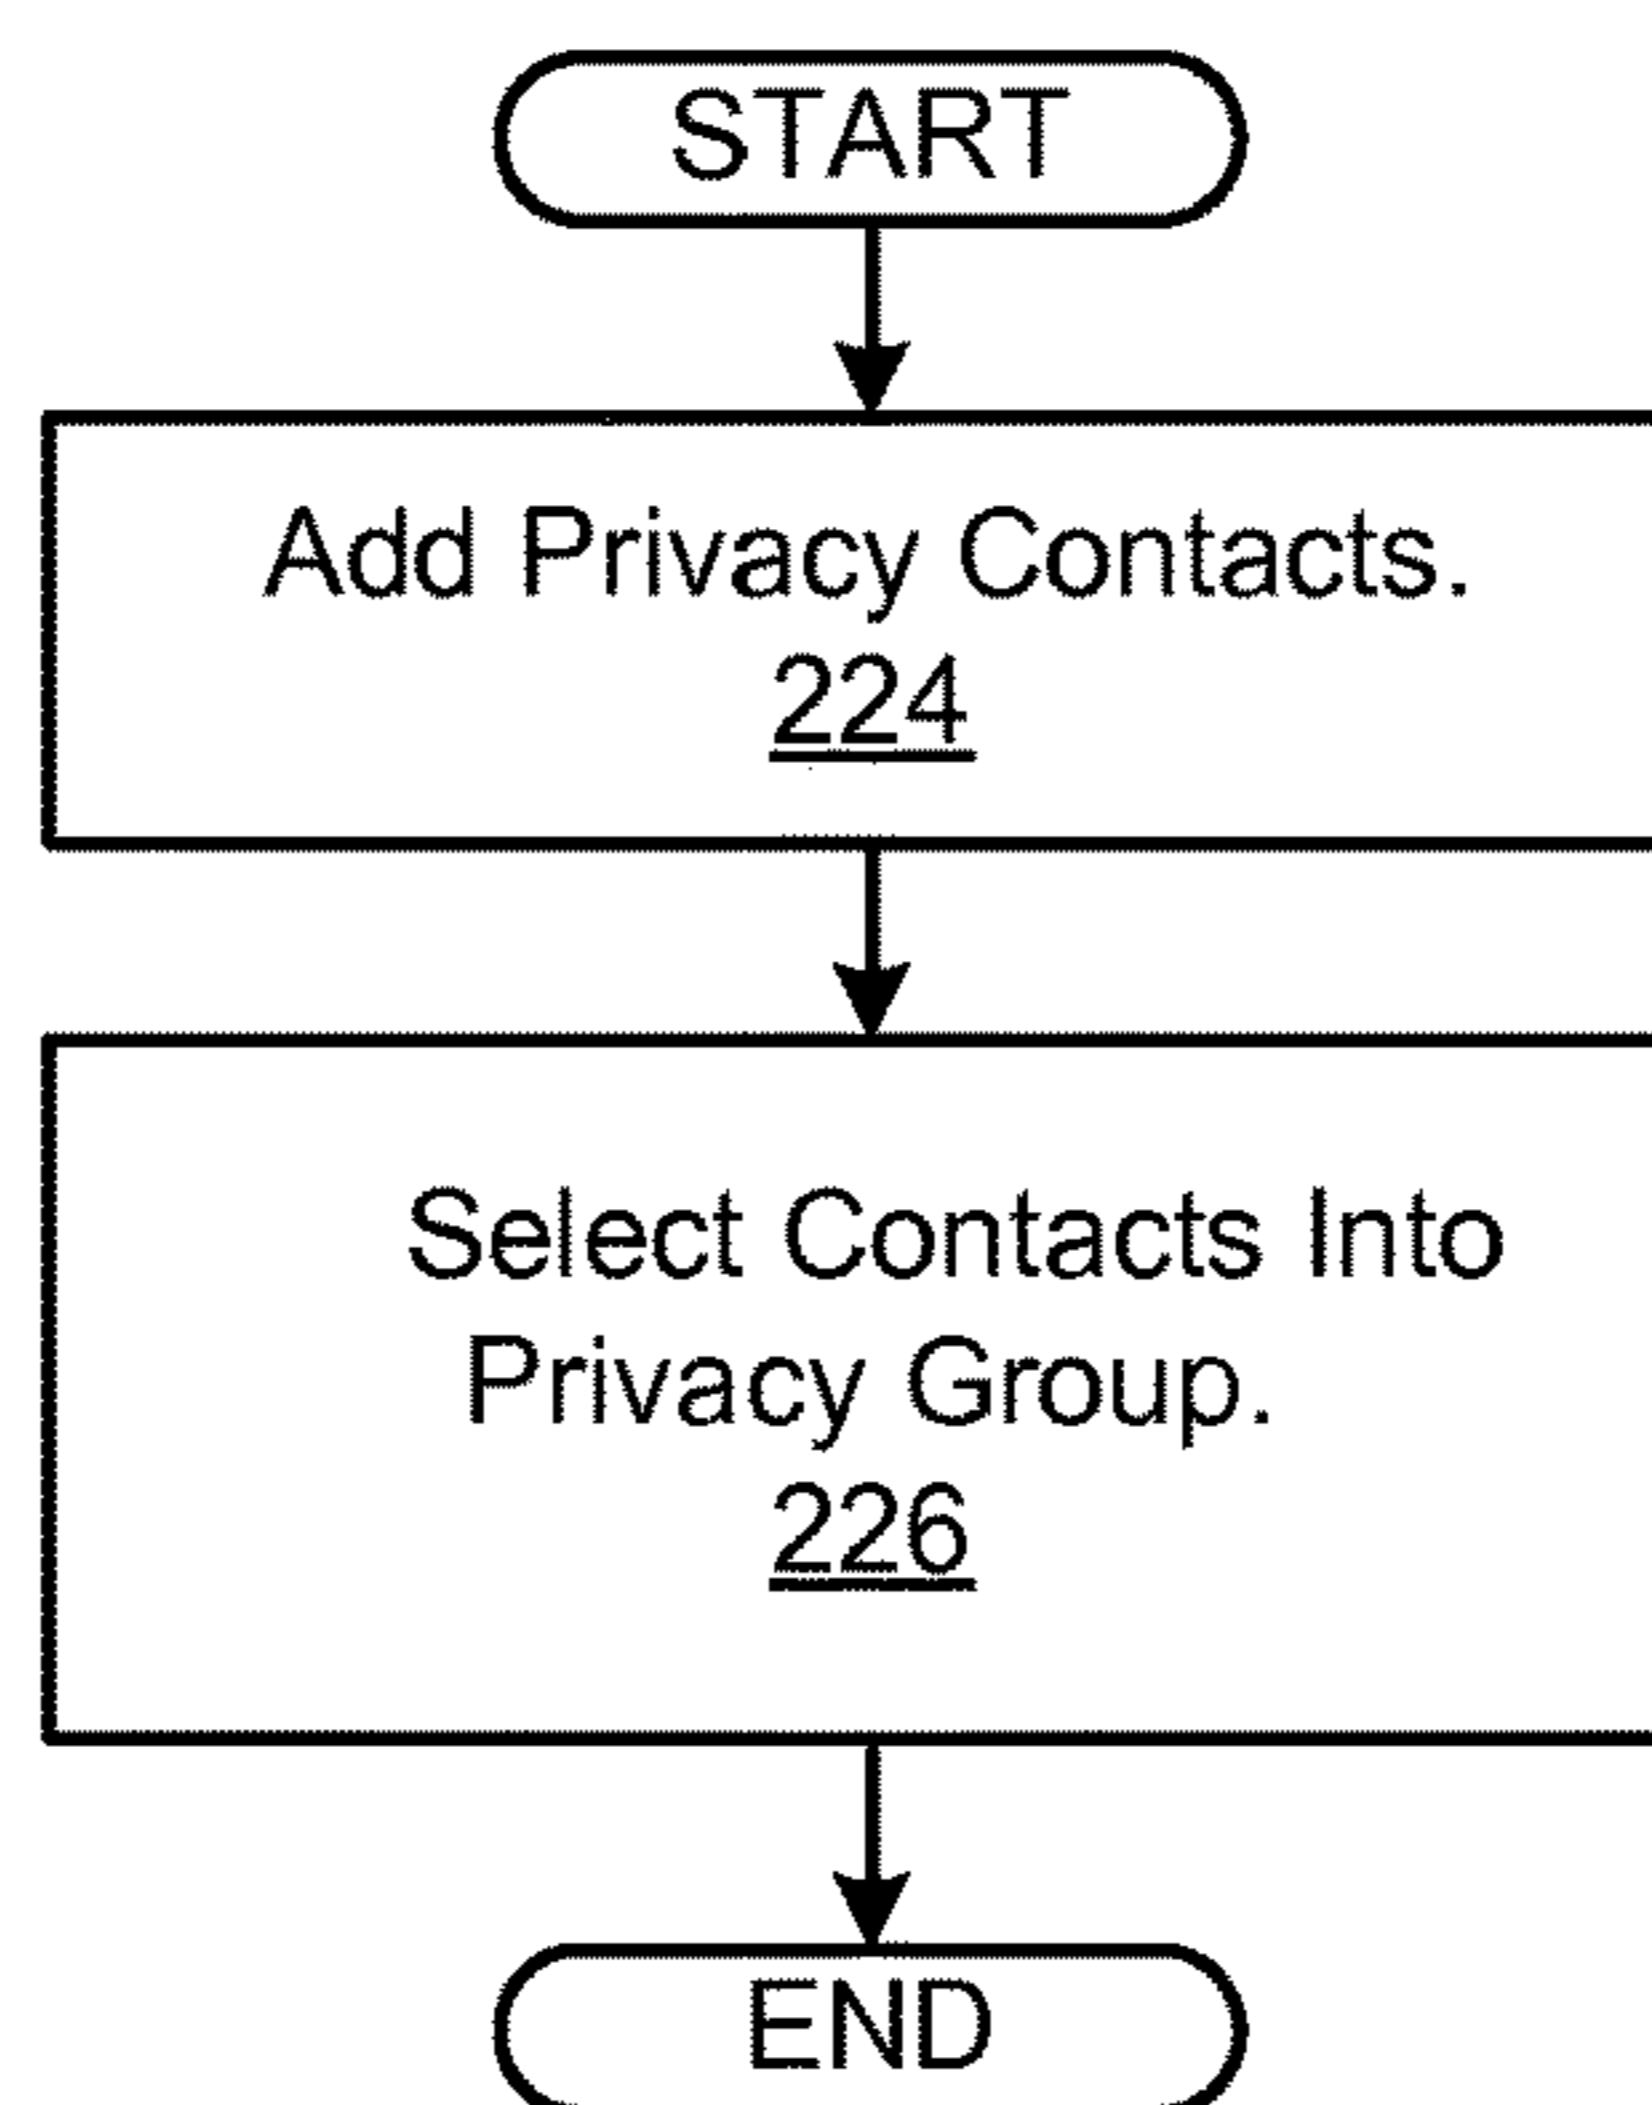 START
Add Privacy Contacts.
224
Select Contacts Into
Privacy Group.
226
END